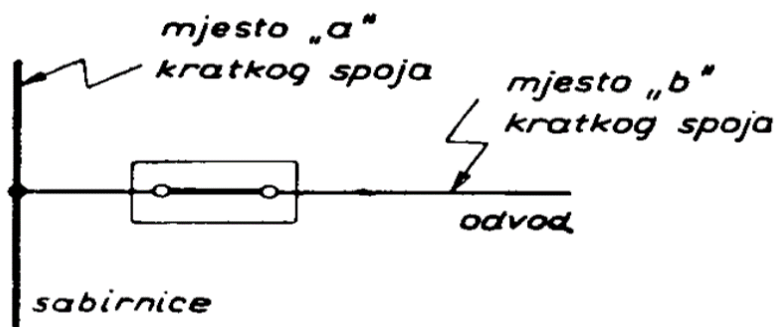 mjesto „a“
kratkog spoja
mjesto „b“
kratkog spoja
odvod
sabirnice